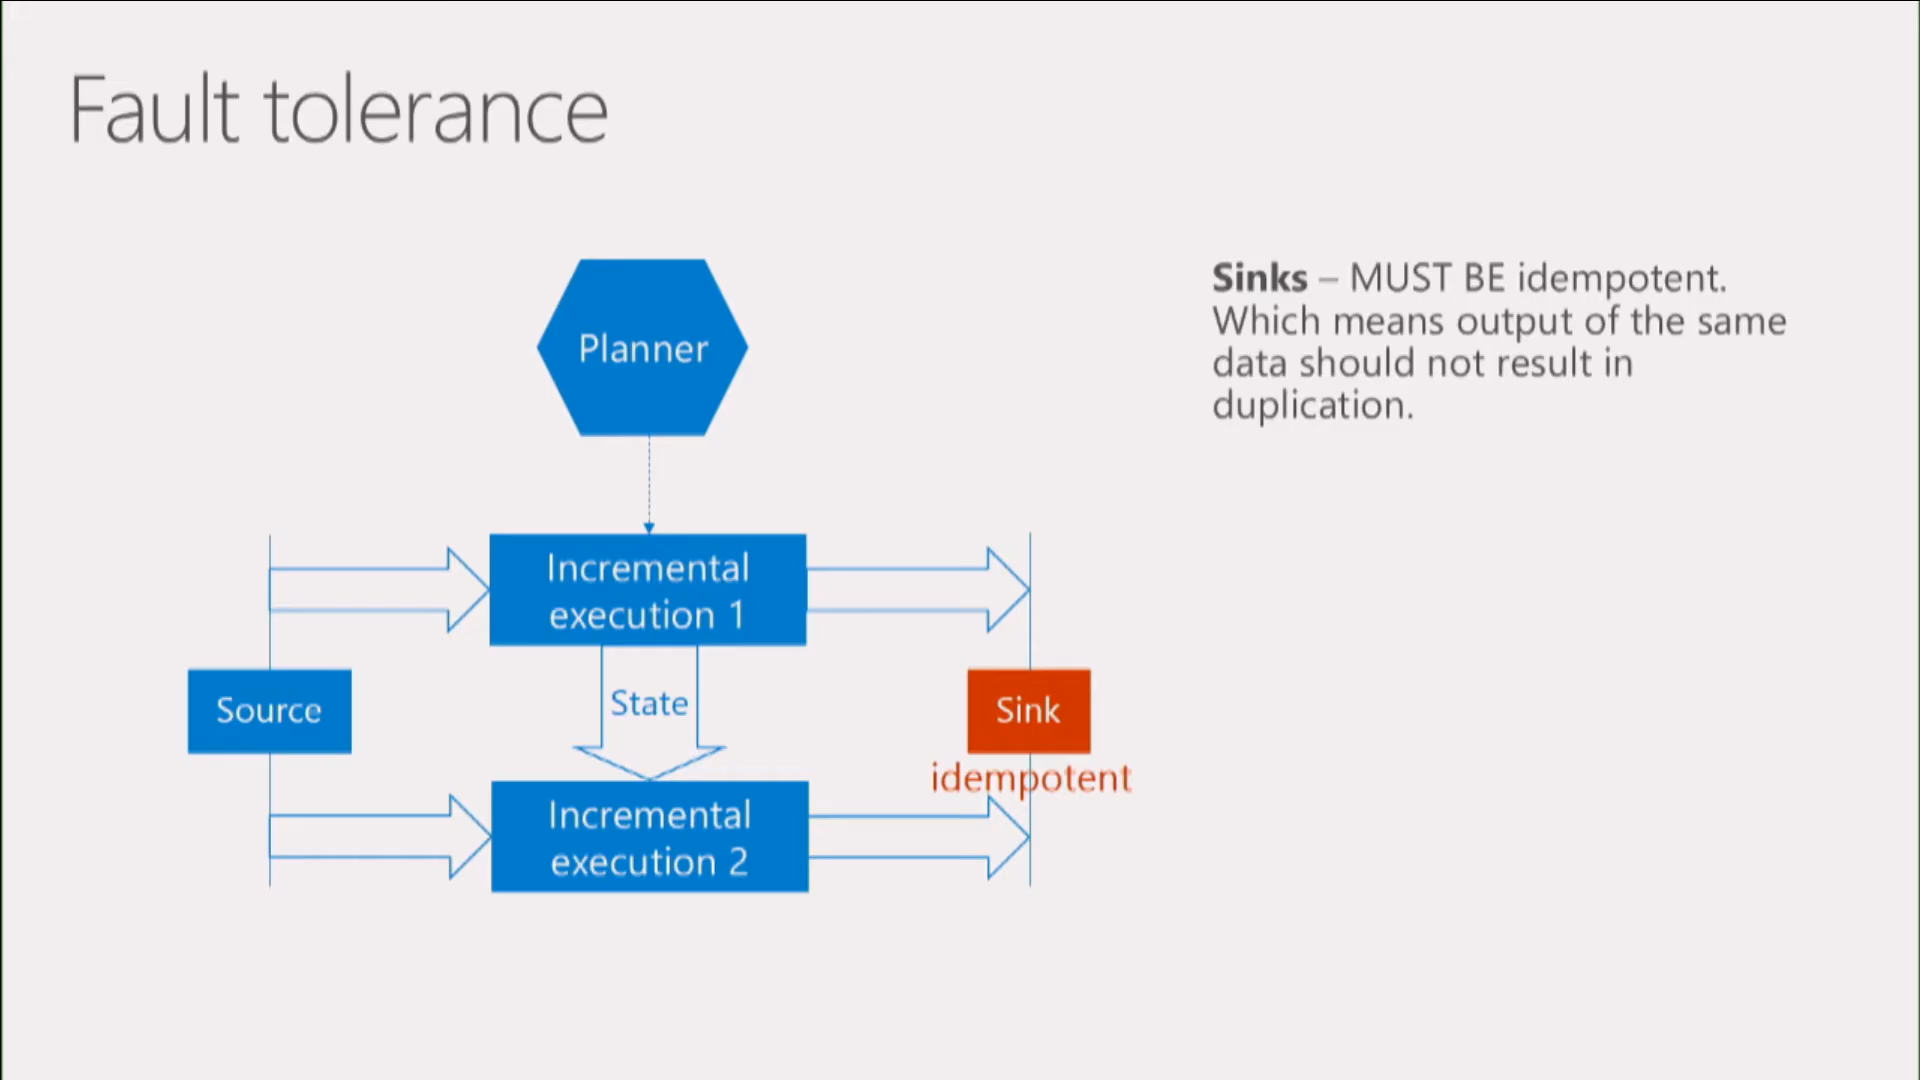 Fault tolerance
Planner
Sinks – MUST BE idempotent.
Which means output of the same
data should not result in
duplication.
Incremental
execution 1
Source
State
Sink
idempotent
Incremental
execution 2